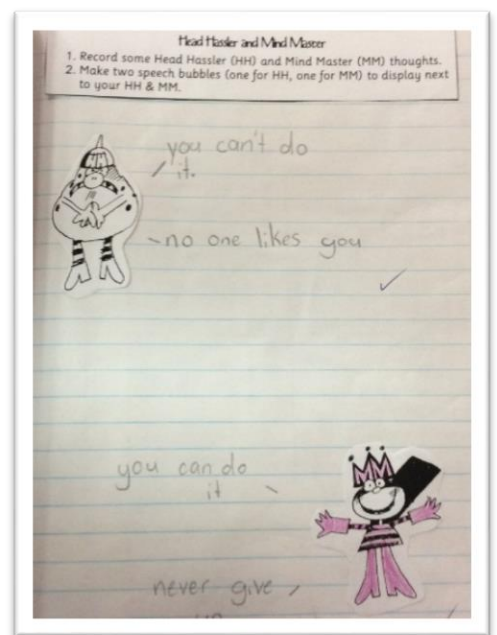 Head Hassler and Mind Master
1. Record some Head Hassler (HH) and Mind Master (MM) thoughts.
2. Make two speech bubbles (one for HH, one for MM) to display next
to your HH & MM.
you can't do
it.
no one likes you
MM
you can do
it
never give